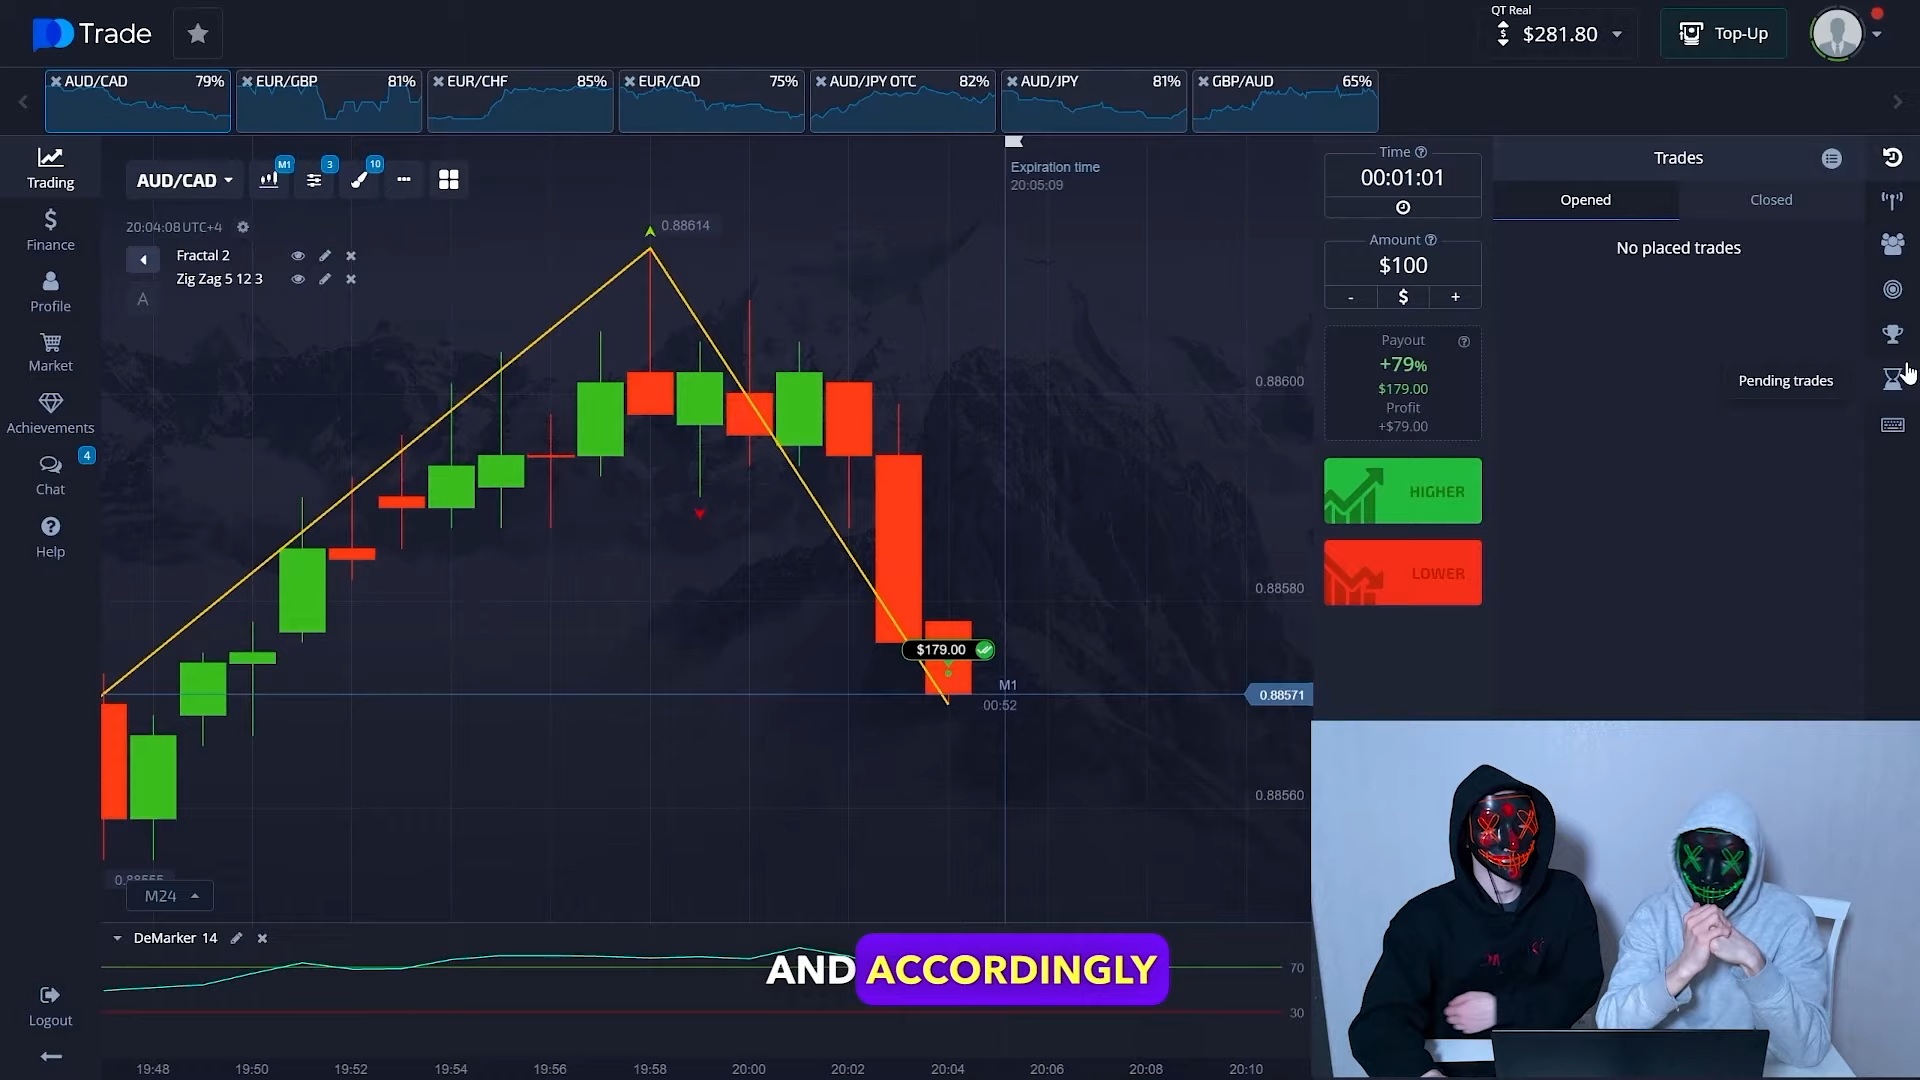 Trade
QT Real
$281.80
Top-Up
AUD/CAD 79%
EUR/GBP 81%
EUR/CHF 85%
EUR/CAD 75%
AUD/JPY OTC 82%
AUD/JPY 81%
GBP/AUD 65%
Trading
Finance
Profile
Market
Achievements
4
Chat
Help
Logout
AUD/CAD
M1
3
10
20:04:08 UTC+4
Fractal 2
Zig Zag 5 12 3
A
0.88614
Expiration time
20:05:09
0.88600
0.88580
0.88571
0.88560
0.88555
$179.00
M1
00:52
M24
DeMarker 14
70
30
19:48
19:50
19:52
19:54
19:56
19:58
20:00
20:02
20:04
20:06
20:08
20:10
Time
00:01:01
Amount
$100
- $ +
Payout
+79%
$179.00
Profit
+$79.00
HIGHER
LOWER
Trades
Opened
Closed
No placed trades
Pending trades
AND ACCORDINGLY